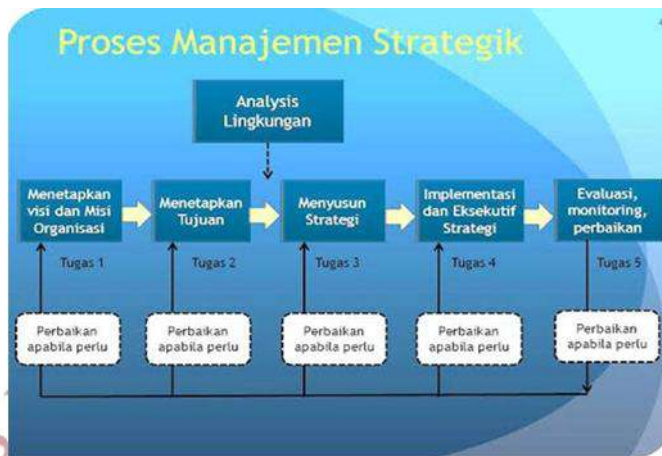 Proses Manajemen Strategik
Analysis
Lingkungan
Menetapkan
visi dan Misi
Organisasi
Menetapkan
Tujuan
Menyusun
Strategi
Implementasi
dan Eksekutif
Strategi
Evaluasi,
monitoring,
perbaikan
Tugas 1
Tugas 2
Tugas 3
Tugas 4
Tugas 5
Perbaikan
apabila perlu
Perbaikan
apabila perlu
Perbaikan
apabila perlu
Perbaikan
apabila perlu
Perbaikan
apabila perlu